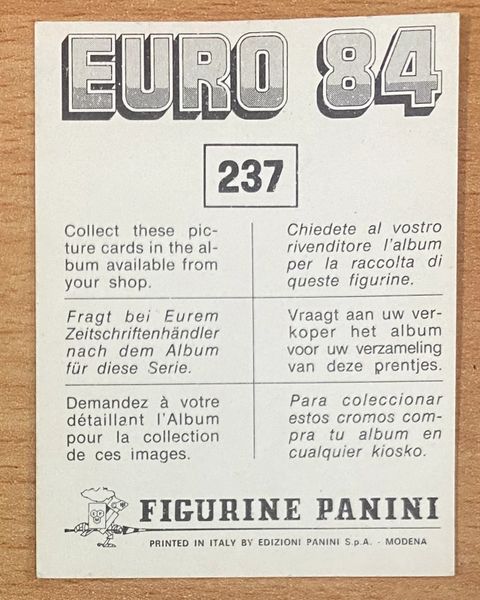 EURO 84
237
Collect these pic-
ture cards in the al-
bum available from
your shop.
Chiedete al vostro
rivenditore l'album
per la raccolta di
queste figurine.
Fragt bei Eurem
Zeitschriftenhändler
nach dem Album
für diese Serie.
Vraagt aan uw ver-
koper het album
voor uw verzameling
van deze prentjes.
Demandez à votre
détaillant l'Album
pour la collection
de ces images.
Para coleccionar
estos cromos com-
pra tu album en
cualquier kiosko.
FIGURINE PANINI
PRINTED IN ITALY BY EDIZIONI PANINI S.p.A. - MODENA